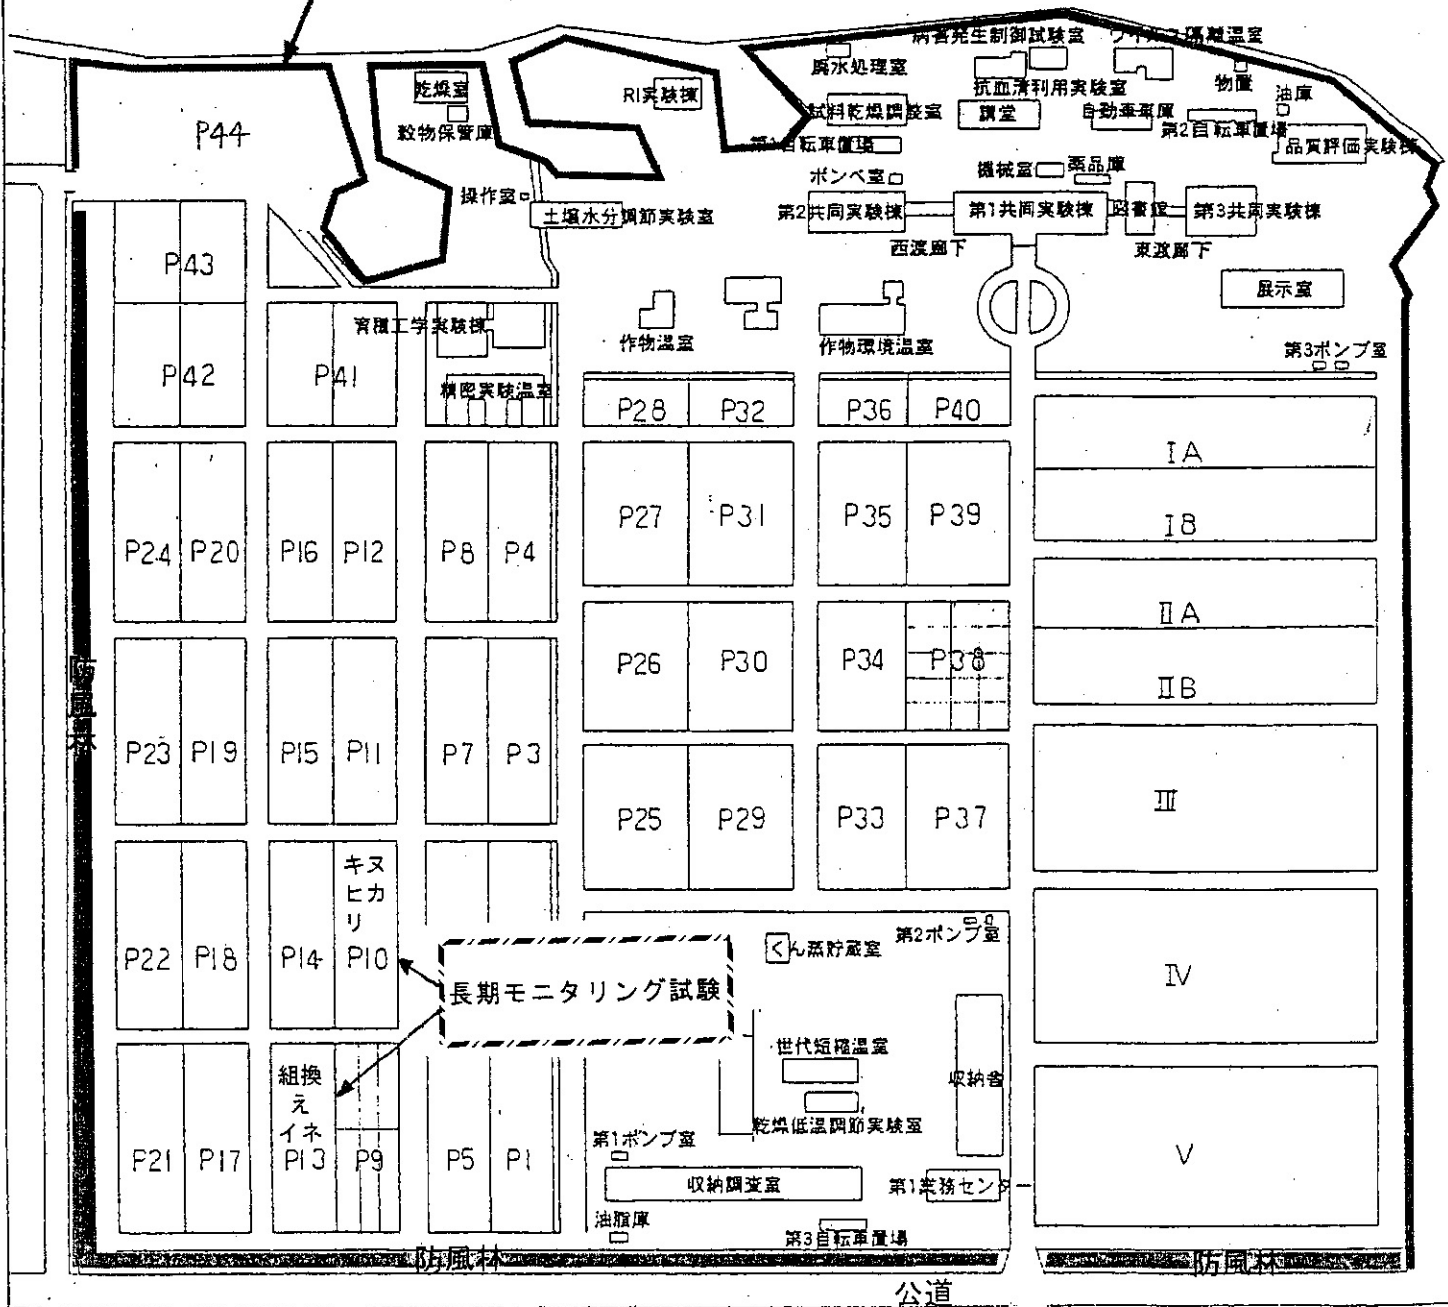 病害発生制御試験室
ウイルス隔離温室
廃水処理室
抗血清利用実験室
物置
油庫
乾燥室
RI実験棟
試料乾燥調整室
講堂
自動車車庫
第2自転車置場
P44
穀物保管庫
第1自転車置場
品質評価実験棟
ボンベ室
機械室
薬品庫
操作室
土壌水分調節実験室
第2共同実験棟
第1共同実験棟
図書館
第3共同実験棟
西渡廊下
東渡廊下
P43
展示室
育種工学実験棟
作物温室
作物環境温室
第3ポンプ室
P42
P41
精密実験温室
P28
P32
P36
P40
ⅠA
P27
P31
P35
P39
ⅠB
P24
P20
P16
P12
P8
P4
ⅡA
P26
P30
P34
P38
ⅡB
防風林
P23
P19
P15
P11
P7
P3
Ⅲ
P25
P29
P33
P37
キヌ
ヒカ
リ
P22
P18
P14
P10
長期モニタリング試験
くん蒸貯蔵室
第2ポンプ室
Ⅳ
世代短縮温室
収納舎
組換
え
イネ
乾燥低温調節実験室
第1ポンプ室
P21
P17
P13
P9
P5
P1
収納調査室
第1業務センター
Ⅴ
油脂庫
第3自転車置場
防風林
防風林
公道